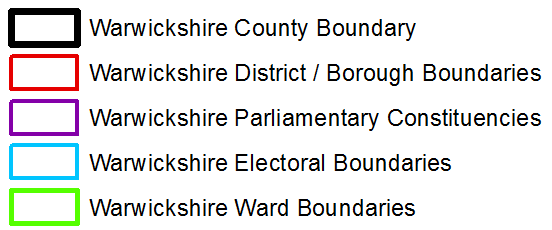 Warwickshire County Boundary
Warwickshire District / Borough Boundaries
Warwickshire Parliamentary Constituencies
Warwickshire Electoral Boundaries
Warwickshire Ward Boundaries